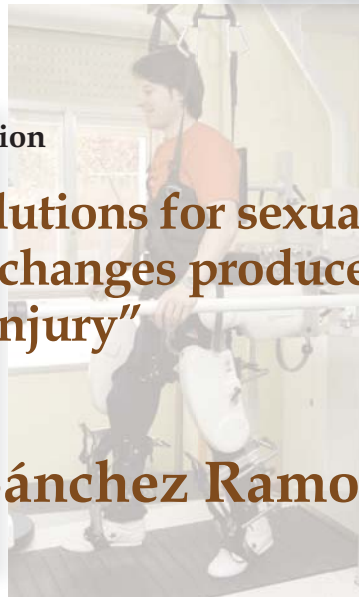 ion
lutions for sexua
changes produce
njury”
ánchez Ramo